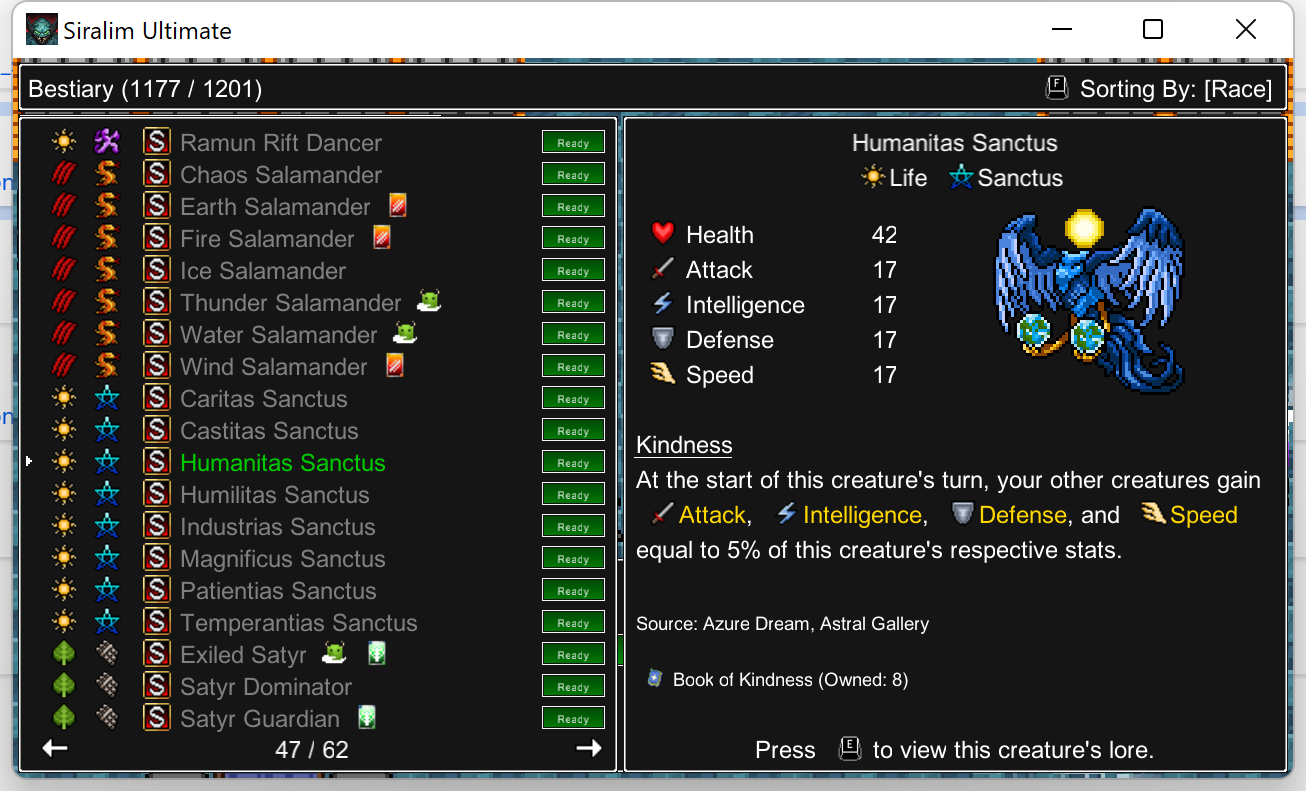 Siralim Ultimate
Bestiary (1177 / 1201)
F Sorting By: [Race]
S Ramun Rift Dancer Ready
S Chaos Salamander Ready
S Earth Salamander Ready
S Fire Salamander Ready
S Ice Salamander Ready
S Thunder Salamander Ready
S Water Salamander Ready
S Wind Salamander Ready
S Caritas Sanctus Ready
S Castitas Sanctus Ready
S Humanitas Sanctus Ready
S Humilitas Sanctus Ready
S Industrias Sanctus Ready
S Magnificus Sanctus Ready
S Patientias Sanctus Ready
S Temperantias Sanctus Ready
S Exiled Satyr Ready
S Satyr Dominator Ready
S Satyr Guardian Ready
47 / 62
Humanitas Sanctus
Life Sanctus
Health 42
Attack 17
Intelligence 17
Defense 17
Speed 17
Kindness
At the start of this creature's turn, your other creatures gain
Attack, Intelligence, Defense, and Speed
equal to 5% of this creature's respective stats.
Source: Azure Dream, Astral Gallery
Book of Kindness (Owned: 8)
Press E to view this creature's lore.